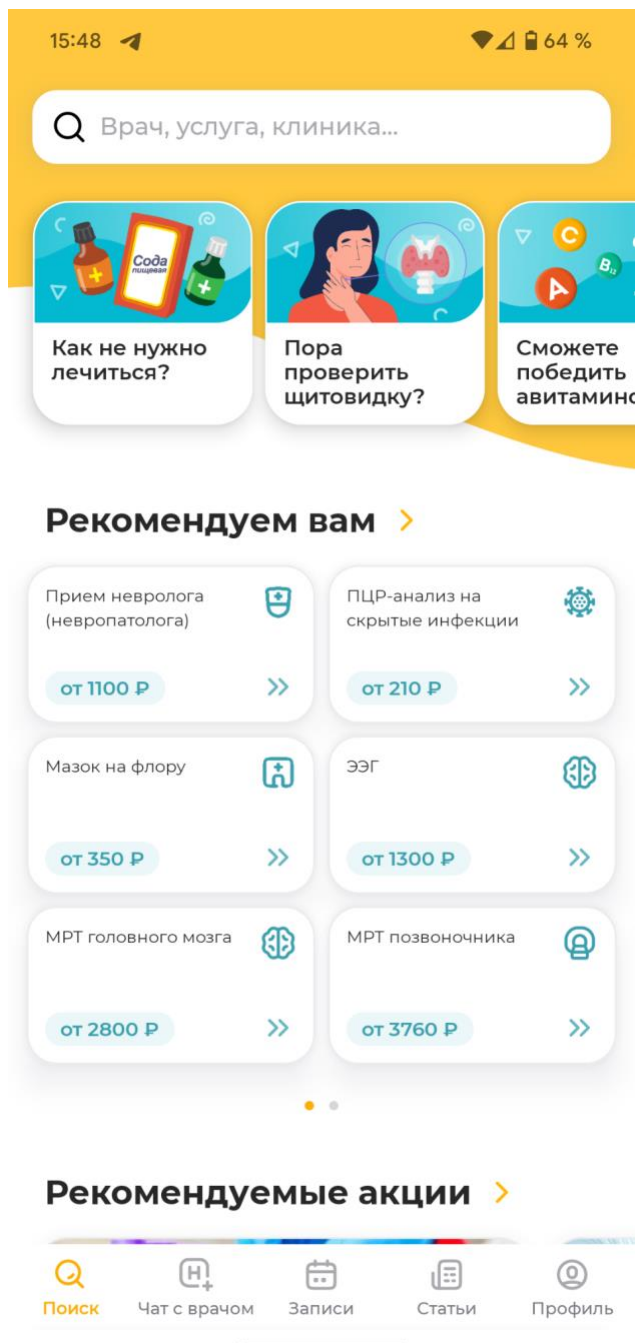 15:48
64 %
Врач, услуга, клиника...
Сода
пищевая
Как не нужно
лечиться?
Пора
проверить
щитовидку?
C
B12
A
Сможете
победить
авитамино
Рекомендуем вам
Прием невролога
(невропатолога)
от 1100 ₽
ПЦР-анализ на
скрытые инфекции
от 210 ₽
Мазок на флору
от 350 ₽
ЭЭГ
от 1300 ₽
МРТ головного мозга
от 2800 ₽
МРТ позвоночника
от 3760 ₽
Рекомендуемые акции
Поиск
Чат с врачом
Записи
Статьи
Профиль